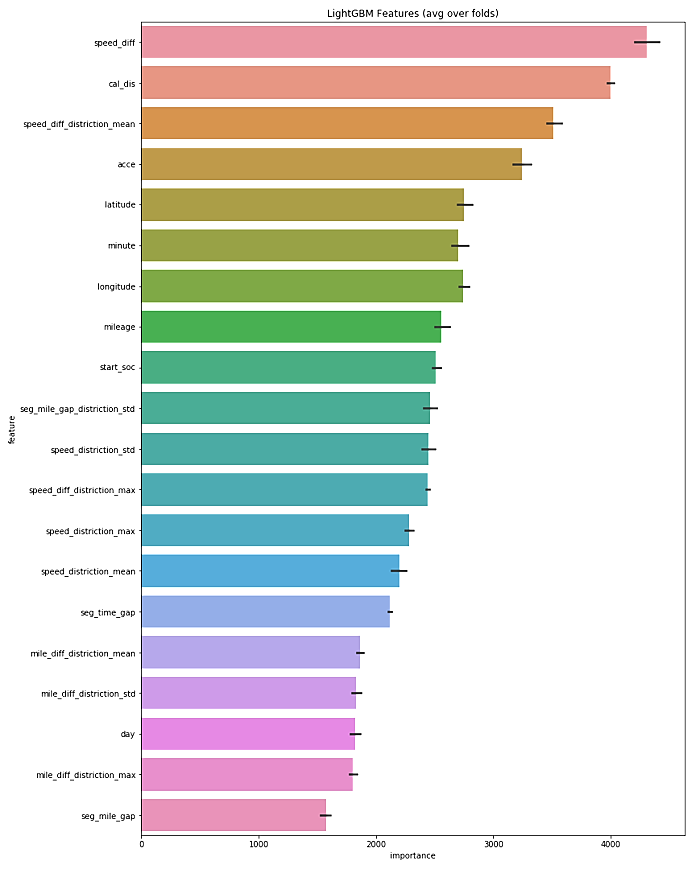 LightGBM Features (avg over folds)
speed_diff
cal_dis
speed_diff_distriction_mean
acce
latitude
minute
longitude
mileage
start_soc
seg_mile_gap_distriction_std
speed_distriction_std
speed_diff_distriction_max
speed_distriction_max
speed_distriction_mean
seg_time_gap
mile_diff_distriction_mean
mile_diff_distriction_std
day
mile_diff_distriction_max
seg_mile_gap
feature
0 1000 2000 3000 4000
importance